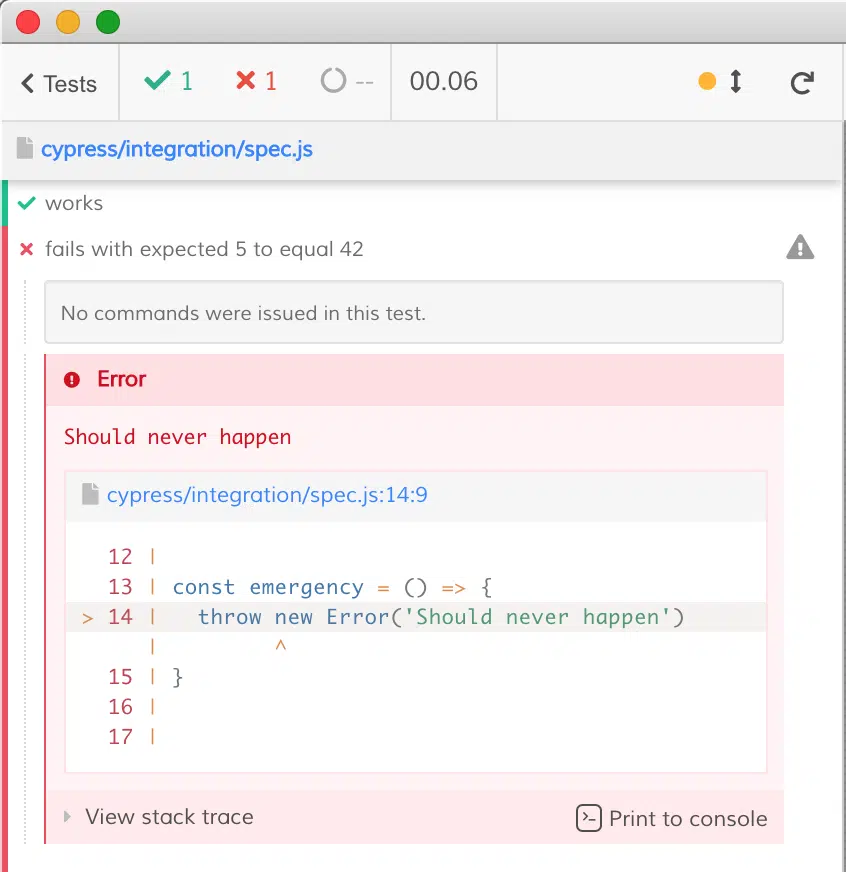 Tests 1 1 -- 00.06
cypress/integration/spec.js
works
fails with expected 5 to equal 42
No commands were issued in this test.
Error
Should never happen
cypress/integration/spec.js:14:9
12 |
13 | const emergency = () => {
> 14 |   throw new Error('Should never happen')
|         ^
15 | }
16 |
17 |
View stack trace Print to console